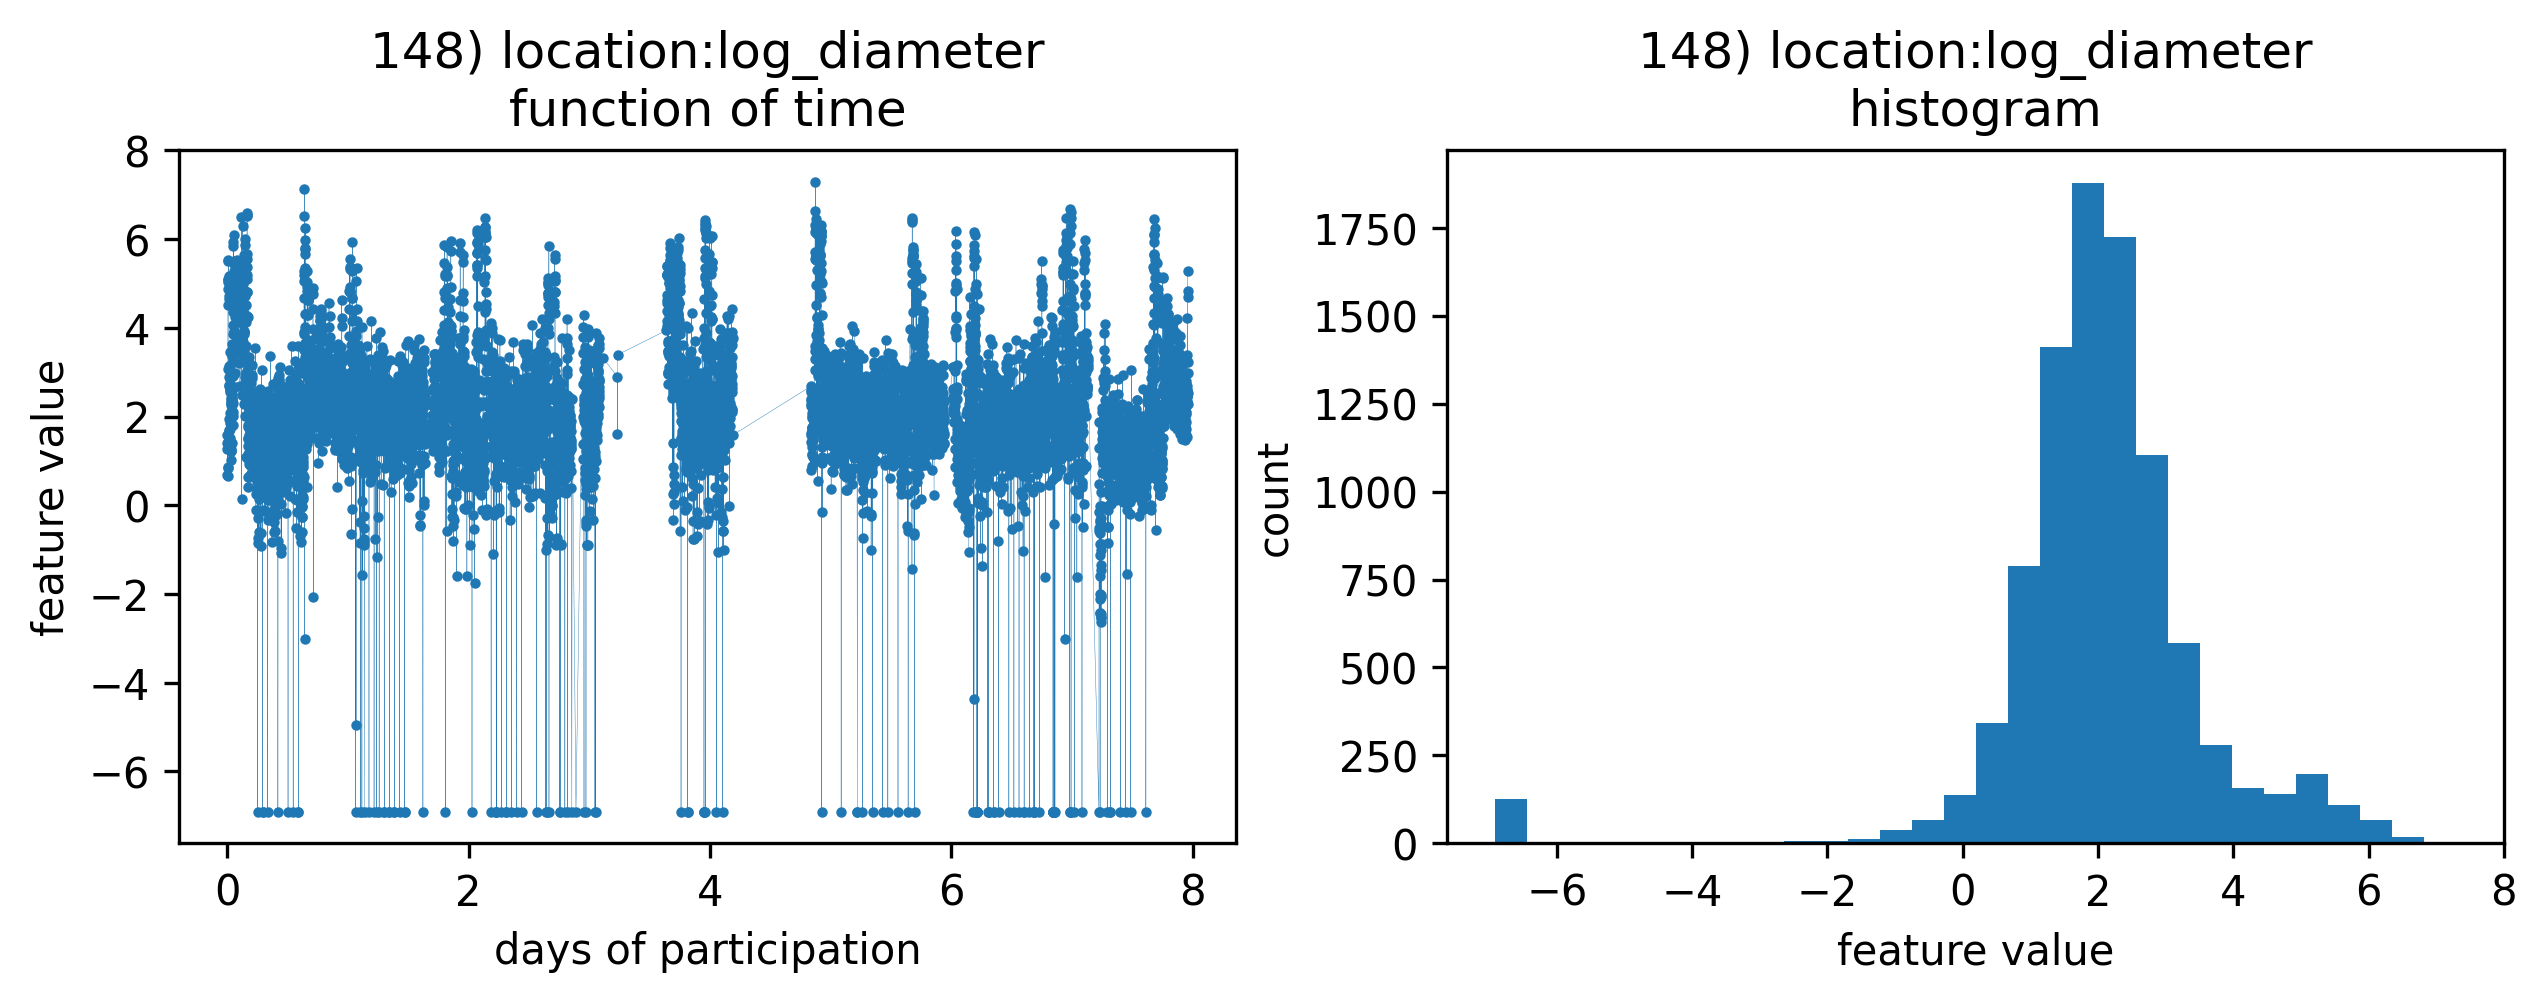 148) location:log_diameter
function of time
8
6
4
2
0
−2
−4
−6
feature value
0 2 4 6 8
days of participation
148) location:log_diameter
histogram
1750
1500
1250
1000
750
500
250
0
count
−6 −4 −2 0 2 4 6 8
feature value